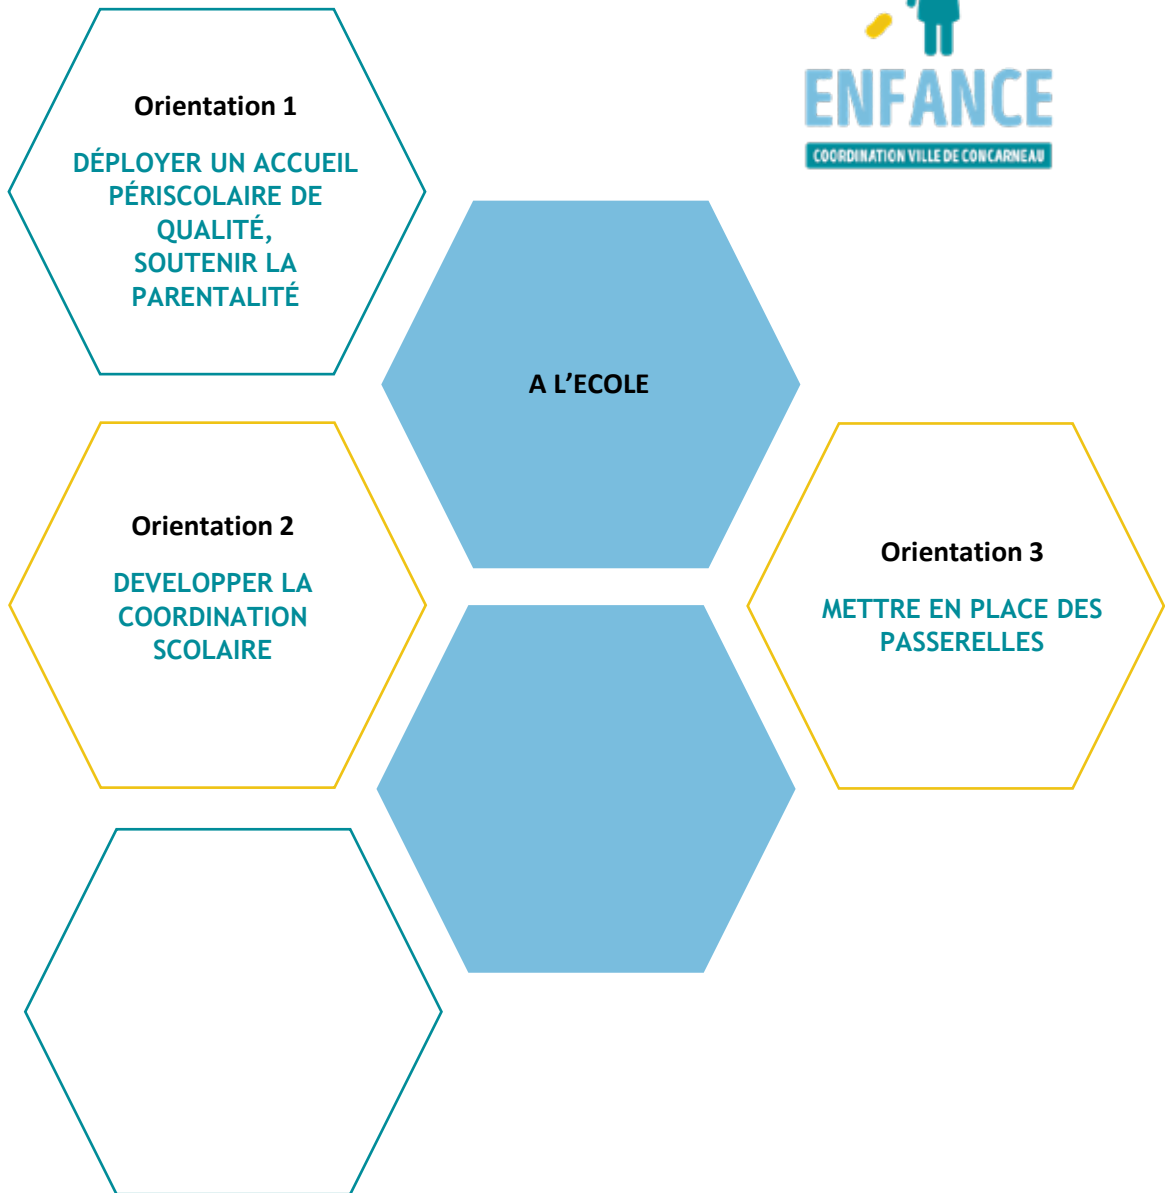 ENFANCE
COORDINATION VILLE DE CONCARNEAU
Orientation 1
DÉPLOYER UN ACCUEIL
PÉRISCOLAIRE DE
QUALITÉ,
SOUTENIR LA
PARENTALITÉ
A L’ECOLE
Orientation 2
DEVELOPPER LA
COORDINATION
SCOLAIRE
Orientation 3
METTRE EN PLACE DES
PASSERELLES